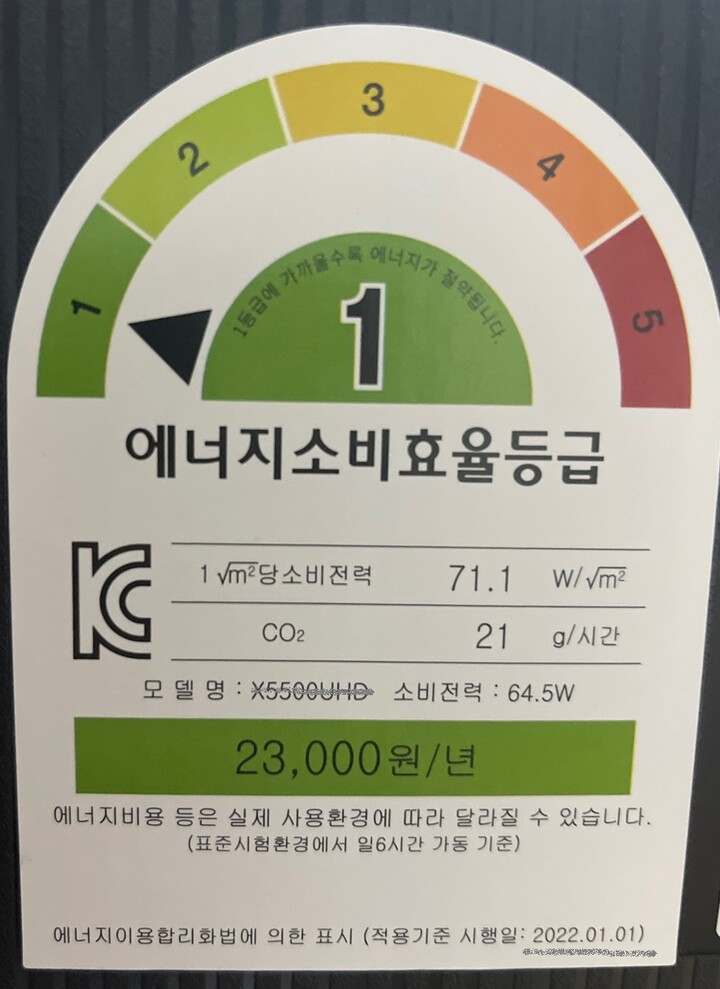 1 2 3 4 5
1등급에 가까울수록 에너지가 절약됩니다.
1
에너지소비효율등급
1 √m²당소비전력 71.1 W/√m²
CO₂ 21 g/시간
모 델 명 : X5500UHD 소비전력 : 64.5W
23,000원/년
에너지비용 등은 실제 사용환경에 따라 달라질 수 있습니다.
(표준시험환경에서 일6시간 가동 기준)
에너지이용합리화법에 의한 표시 (적용기준 시행일: 2022.01.01)